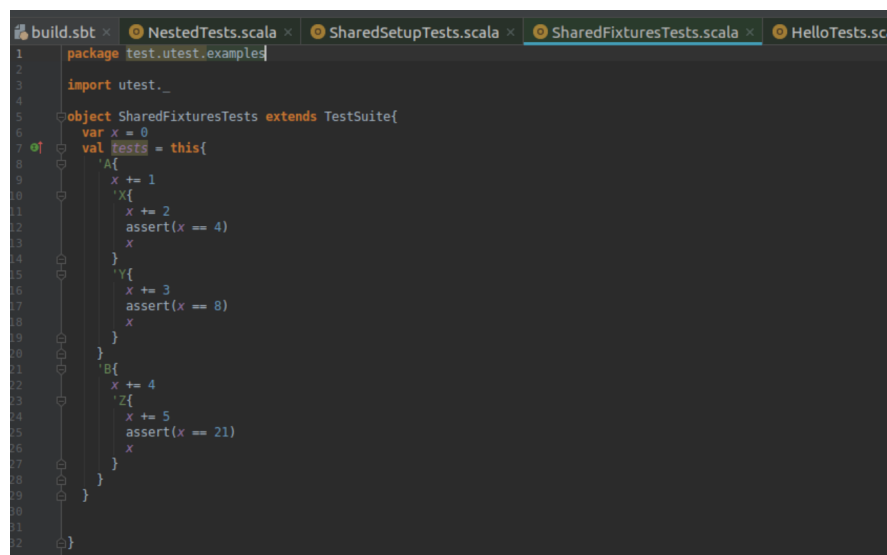 build.sbt × NestedTests.scala × SharedSetupTests.scala × SharedFixturesTests.scala × HelloTests.sc
1 package test.utest.examples
2
3 import utest._
4
5 object SharedFixturesTests extends TestSuite{
6   var x = 0
7   val tests = this{
8     'A{
9       x += 1
10       'X{
11         x += 2
12         assert(x == 4)
13         x
14       }
15       'Y{
16         x += 3
17         assert(x == 8)
18         x
19       }
20     }
21     'B{
22       x += 4
23       'Z{
24         x += 5
25         assert(x == 21)
26         x
27       }
28     }
29   }
30
31
32 }